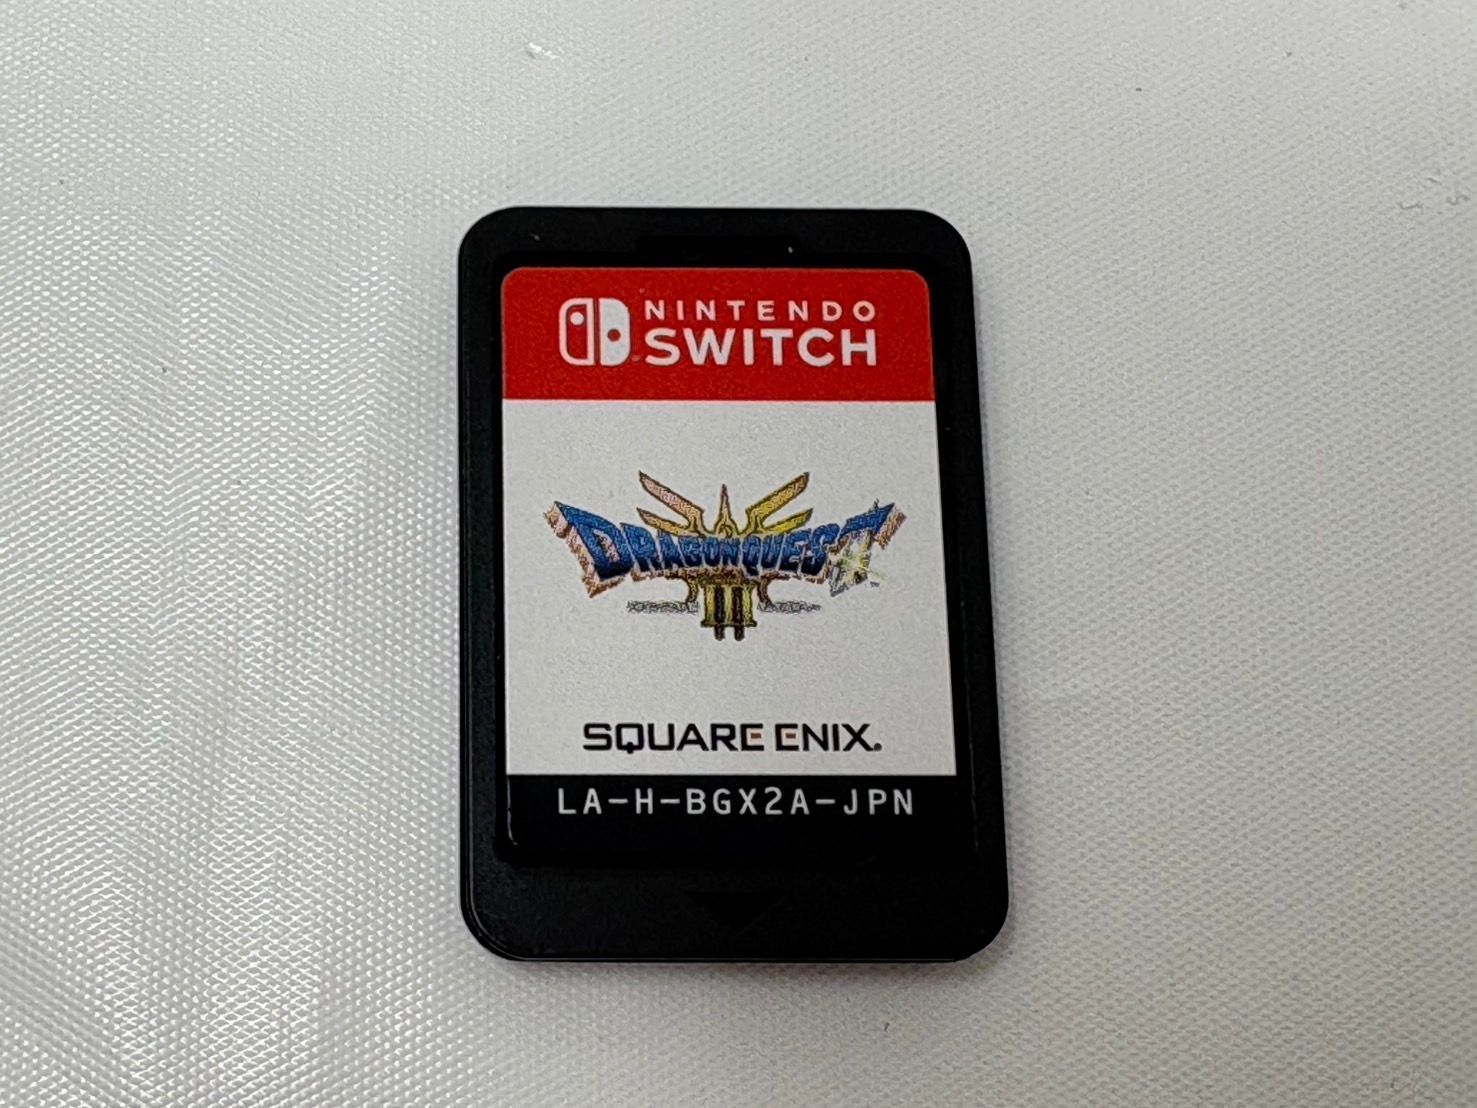 NINTENDO
SWITCH
DRAGON QUEST
III
SQUARE ENIX®
LA-H-BGX2A-JPN